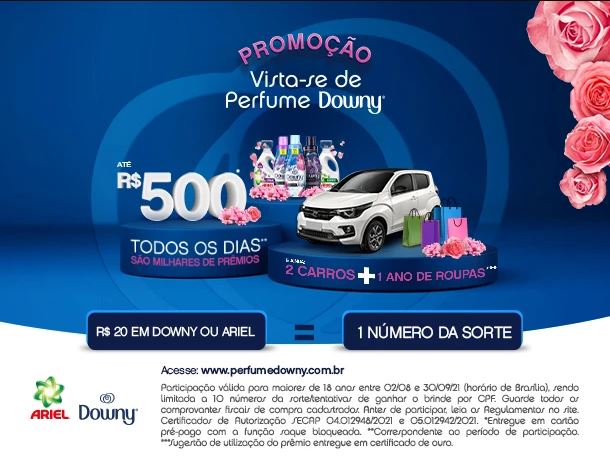 PROMOÇÃO
Vista-se de
Perfume Downy
ATÉ
R$500*
TODOS OS DIAS**
SÃO MILHARES DE PRÊMIOS
2 CARROS + 1 ANO DE ROUPAS***
R$ 20 EM DOWNY OU ARIEL = 1 NÚMERO DA SORTE
Acesse: www.perfumedowny.com.br
ARIEL Downy
Participação válida para maiores de 18 anos entre 02/08 e 30/09/21 (horário de Brasília), sendo
limitada a 10 números da sorte/tentativas de ganhar o brinde por CPF. Guarde todos os
comprovantes fiscais de compra cadastrados. Antes de participar, leia os Regulamentos no site.
Certificados de Autorização SECAP 04.012948/2021 e 05.012942/2021. *Entregue em cartão
pré-pago com a função saque bloqueada. **Correspondente ao período de participação.
***Sugestão de utilização do prêmio entregue em certificado de ouro.